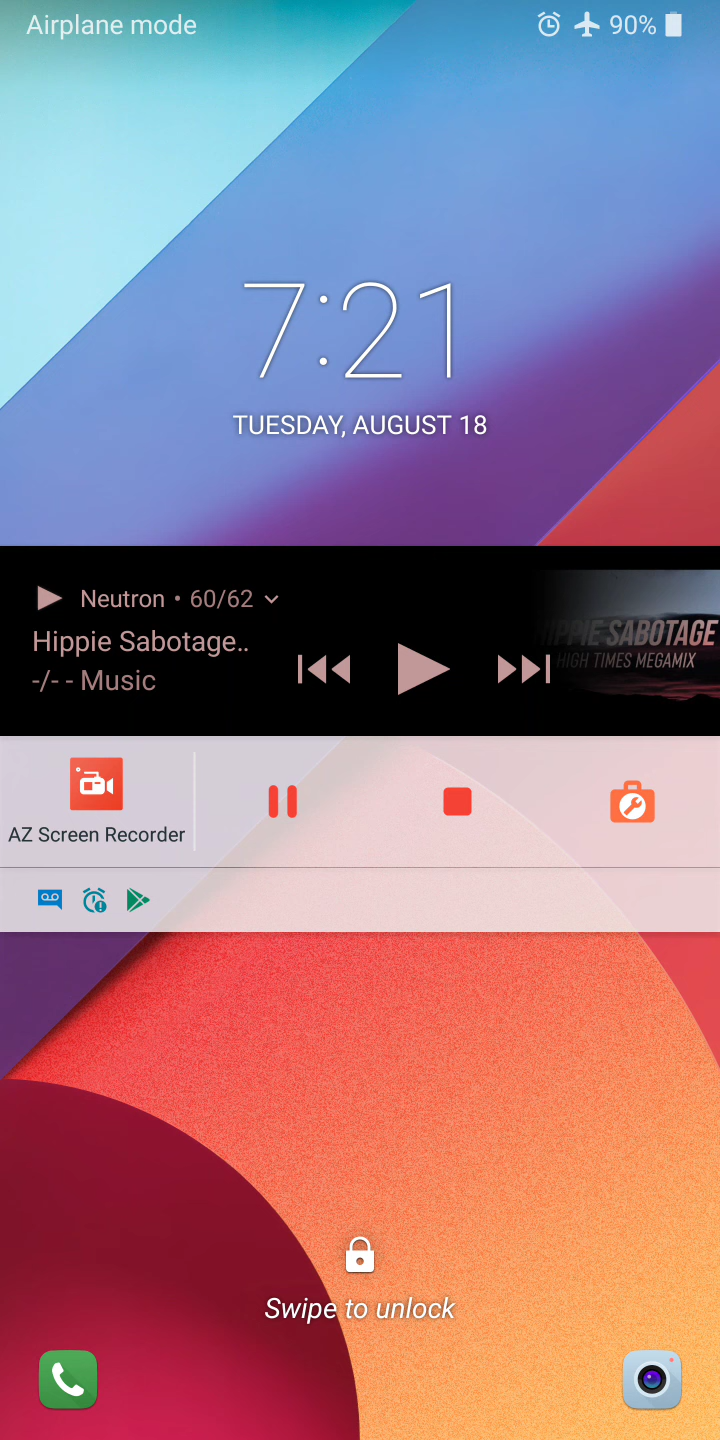 Airplane mode
90%
7:21
TUESDAY, AUGUST 18
Neutron • 60/62
Hippie Sabotage..
-/- - Music
HIPPIE SABOTAGE
HIGH TIMES MEGAMIX
AZ Screen Recorder
Swipe to unlock